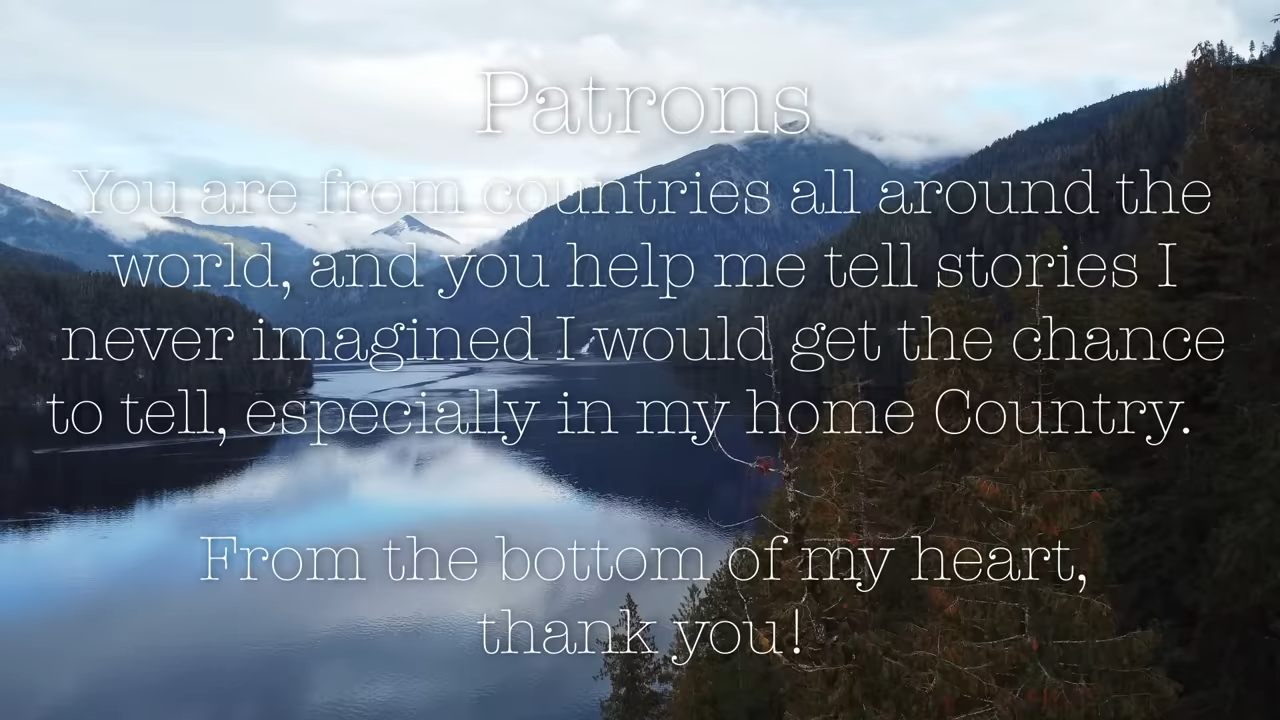 Patrons
You are from countries all around the
world, and you help me tell stories I
never imagined I would get the chance
to tell, especially in my home Country.
From the bottom of my heart,
thank you!